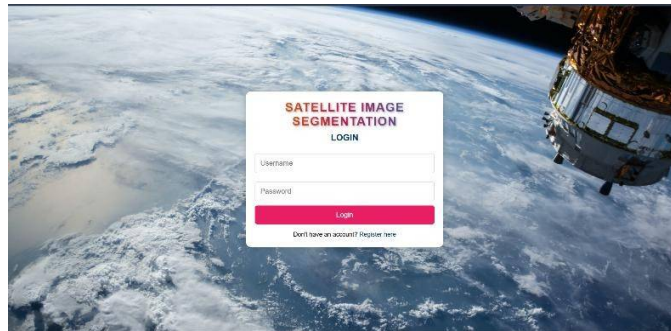 SATELLITE IMAGE
SEGMENTATION
LOGIN
Username
Password
Login
Don't have an account? Register here